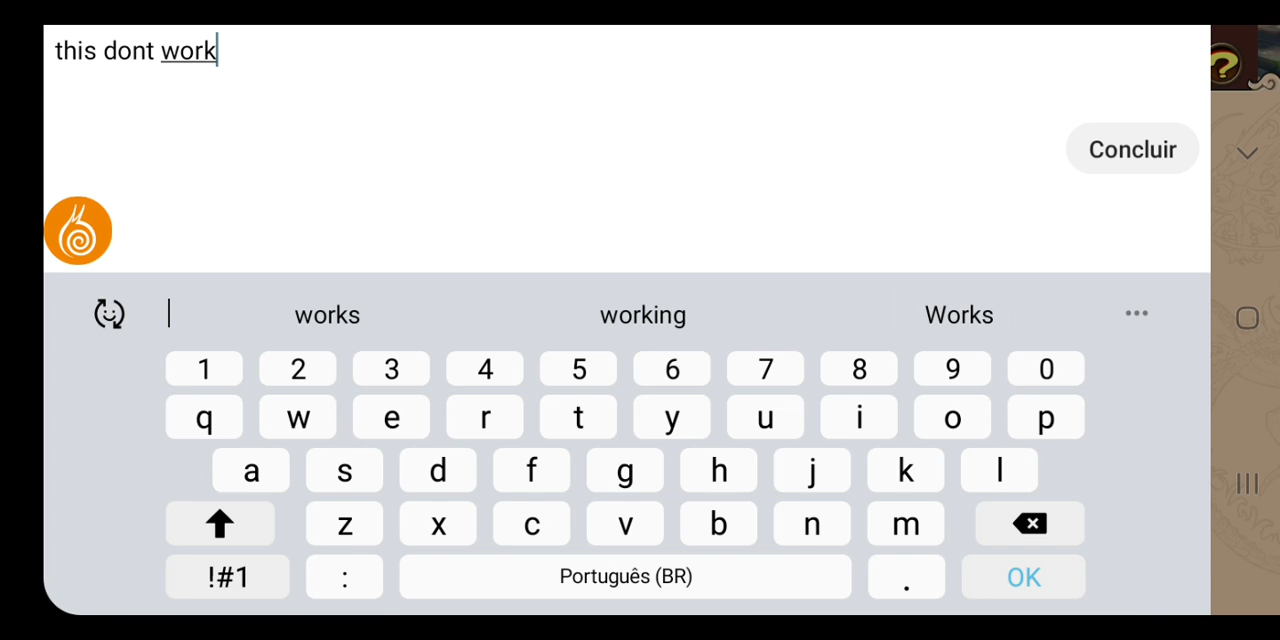 this dont work
Concluir
works working Works
1 2 3 4 5 6 7 8 9 0
q w e r t y u i o p
a s d f g h j k l
z x c v b n m
!#1 : Português (BR) . OK
?